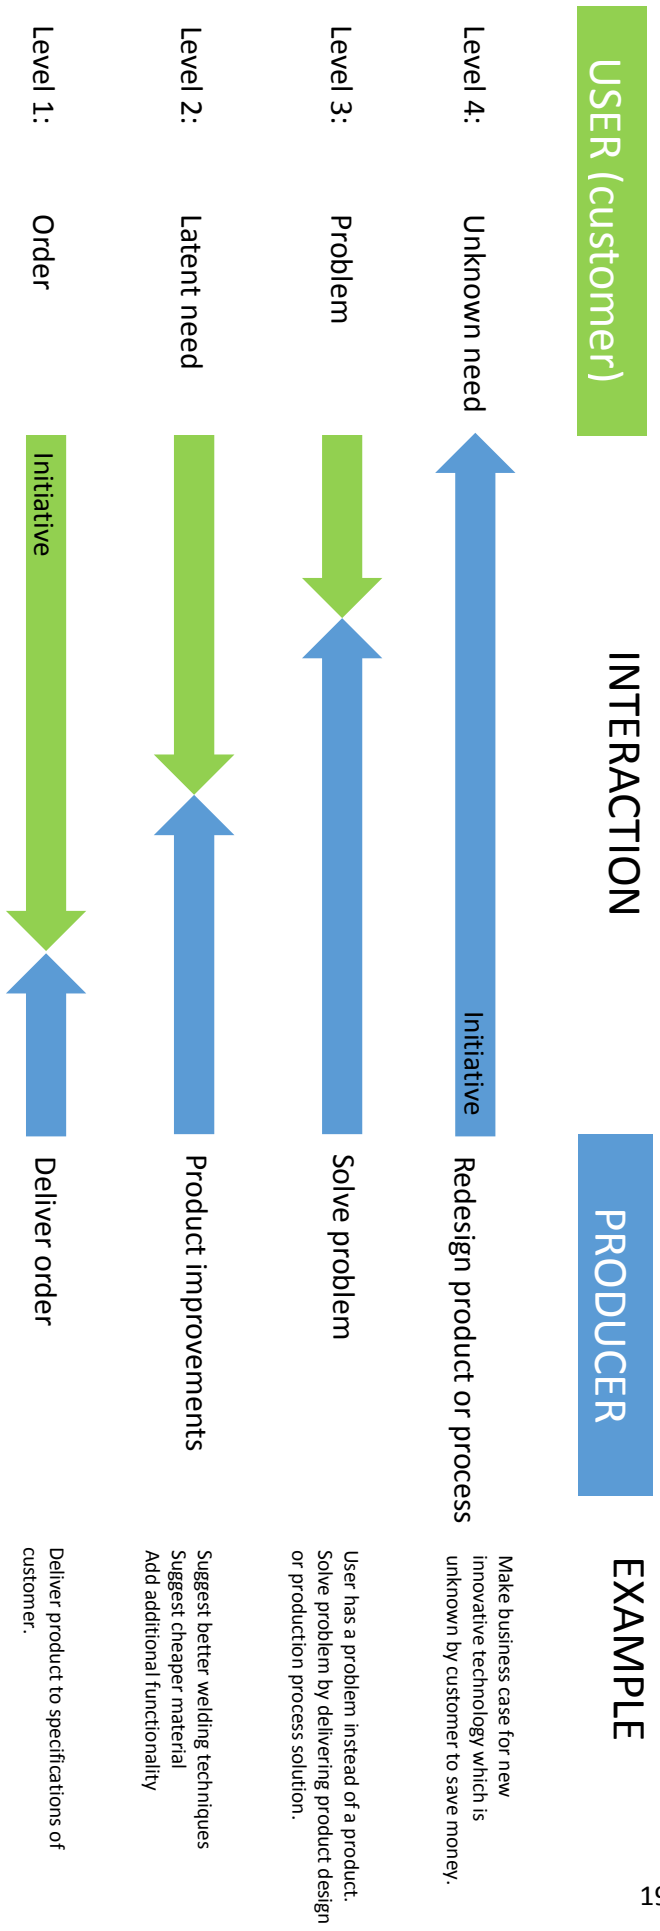 USER (customer)
INTERACTION
PRODUCER
EXAMPLE
Level 4:
Unknown need
Initiative
Redesign product or process
Make business case for new
innovative technology which is
unknown by customer to save money.
Level 3:
Problem
Solve problem
User has a problem instead of a product.
Solve problem by delivering product design
or production process solution.
Level 2:
Latent need
Product improvements
Suggest better welding techniques
Suggest cheaper material
Add additional functionality
Level 1:
Order
Initiative
Deliver order
Deliver product to specifications of
customer.
19